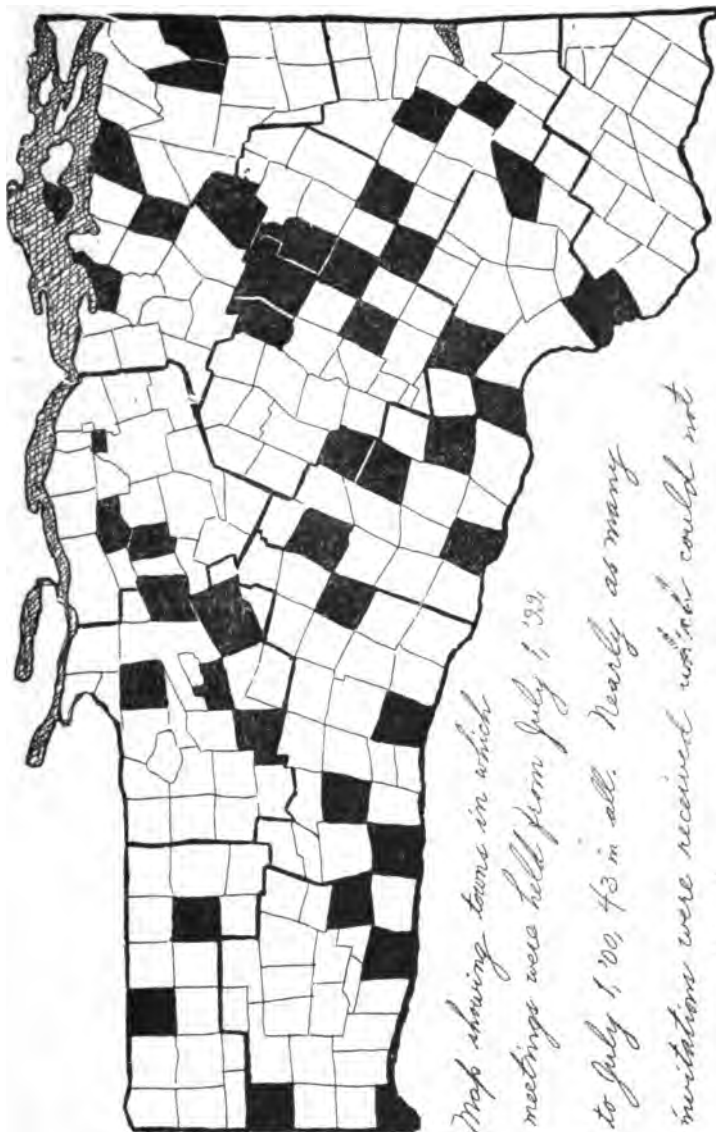 Map showing towns in which
meetings were held from July 1, '99,
to July 1, '00, 43 in all. Nearly as many
invitations were received which could not